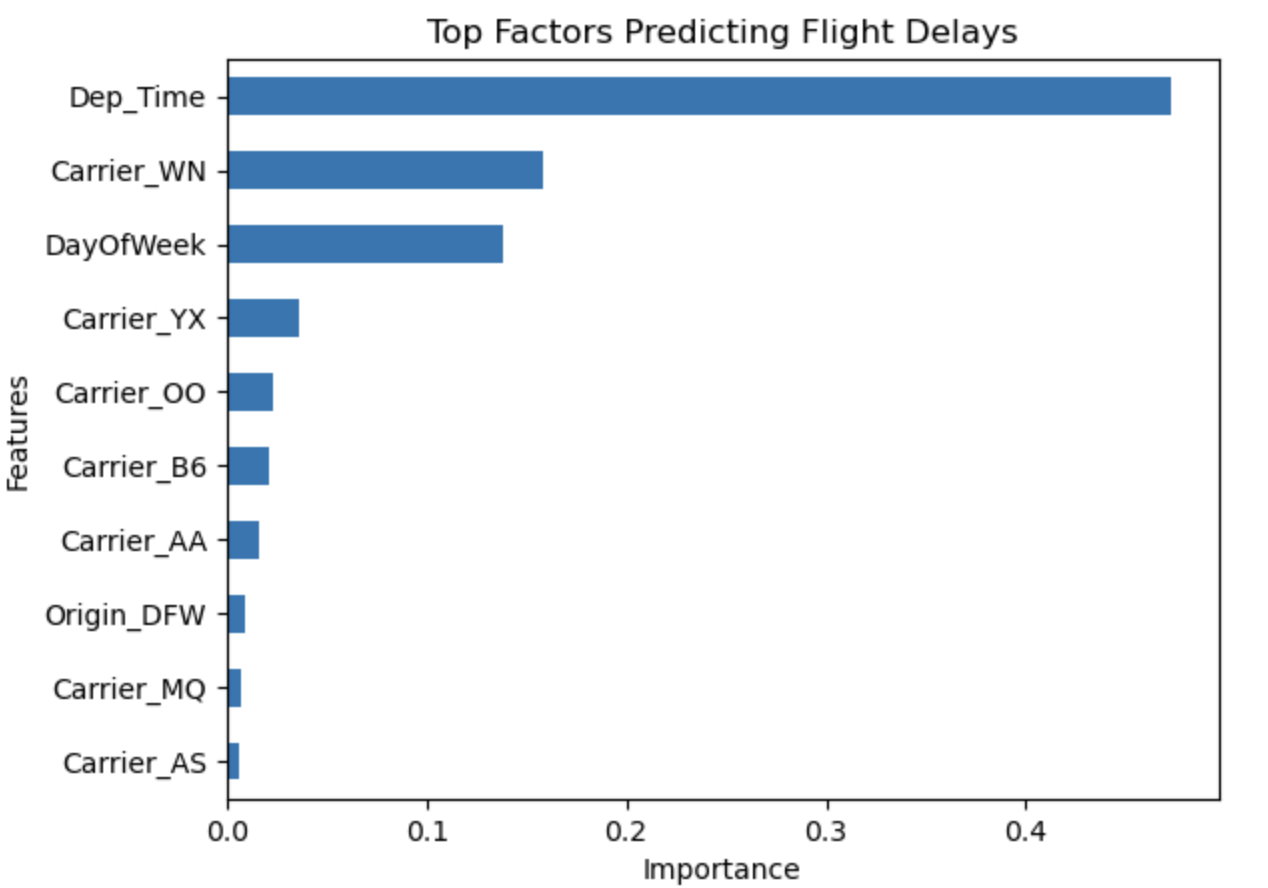 Top Factors Predicting Flight Delays
Dep_Time
Carrier_WN
DayOfWeek
Carrier_YX
Carrier_OO
Carrier_B6
Carrier_AA
Origin_DFW
Carrier_MQ
Carrier_AS
Features
0.0 0.1 0.2 0.3 0.4
Importance